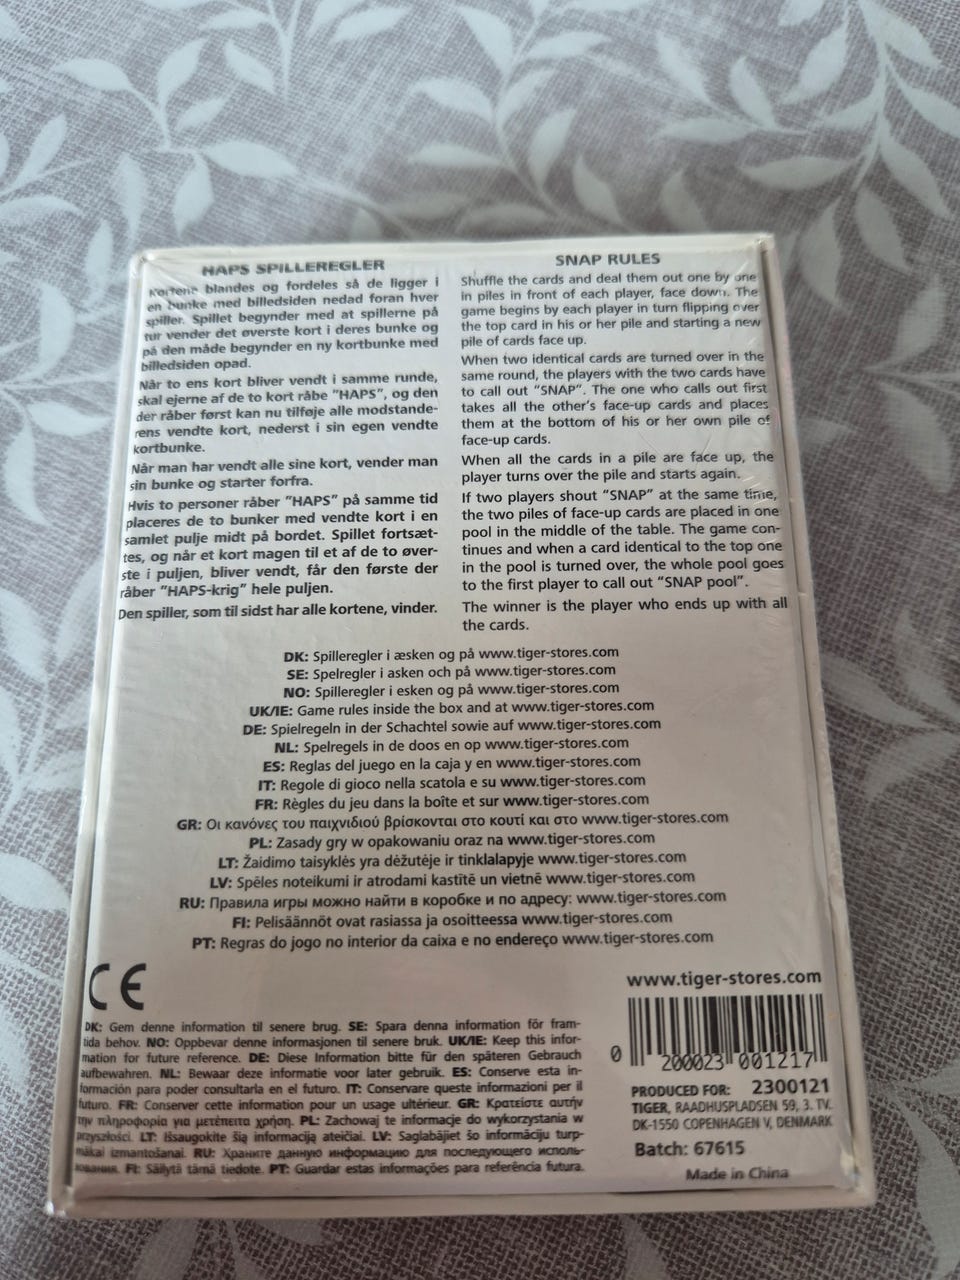 HAPS SPILLEREGLER
Kortene blandes og fordeles så de ligger i
en bunke med billedsiden nedad foran hver
spiller. Spillet begynder med at spillerne på
tur vender det øverste kort i deres bunke og
på den måde begynder en ny kortbunke med
billedsiden opad.
Når to ens kort bliver vendt i samme runde,
skal ejerne af de to kort råbe "HAPS", og den
der råber først kan nu tilføje alle modstande-
rens vendte kort, nederst i sin egen vendte
kortbunke.
Når man har vendt alle sine kort, vender man
sin bunke og starter forfra.
Hvis to personer råber "HAPS" på samme tid
placeres de to bunker med vendte kort i en
samlet pulje midt på bordet. Spillet fortsæt-
tes, og når et kort magen til et af de to øver-
ste i puljen, bliver vendt, får den første der
råber "HAPS-krig" hele puljen.
Den spiller, som til sidst har alle kortene, vinder.
SNAP RULES
Shuffle the cards and deal them out one by one
in piles in front of each player, face down. The
game begins by each player in turn flipping over
the top card in his or her pile and starting a new
pile of cards face up.
When two identical cards are turned over in the
same round, the players with the two cards have
to call out "SNAP". The one who calls out first
takes all the other's face-up cards and places
them at the bottom of his or her own pile of
face-up cards.
When all the cards in a pile are face up, the
player turns over the pile and starts again.
If two players shout "SNAP" at the same time,
the two piles of face-up cards are placed in one
pool in the middle of the table. The game con-
tinues and when a card identical to the top one
in the pool is turned over, the whole pool goes
to the first player to call out "SNAP pool".
The winner is the player who ends up with all
the cards.
DK: Spilleregler i æsken og på www.tiger-stores.com
SE: Spelregler i asken och på www.tiger-stores.com
NO: Spilleregler i esken og på www.tiger-stores.com
UK/IE: Game rules inside the box and at www.tiger-stores.com
DE: Spielregeln in der Schachtel sowie auf www.tiger-stores.com
NL: Spelregels in de doos en op www.tiger-stores.com
ES: Reglas del juego en la caja y en www.tiger-stores.com
IT: Regole di gioco nella scatola e su www.tiger-stores.com
FR: Règles du jeu dans la boîte et sur www.tiger-stores.com
GR: Οι κανόνες του παιχνιδιού βρίσκονται στο κουτί και στο www.tiger-stores.com
PL: Zasady gry w opakowaniu oraz na www.tiger-stores.com
LT: Žaidimo taisyklės yra dėžutėje ir tinklalapyje www.tiger-stores.com
LV: Spēles noteikumi ir atrodami kastītē un vietnē www.tiger-stores.com
RU: Правила игры можно найти в коробке и по адресу: www.tiger-stores.com
FI: Pelisäännöt ovat rasiassa ja osoitteessa www.tiger-stores.com
PT: Regras do jogo no interior da caixa e no endereço www.tiger-stores.com
CE
DK: Gem denne information til senere brug. SE: Spara denna information för fram-
tida behov. NO: Oppbevar denne informasjonen til senere bruk. UK/IE: Keep this infor-
mation for future reference. DE: Diese Information bitte für den späteren Gebrauch
aufbewahren. NL: Bewaar deze informatie voor later gebruik. ES: Conserve esta in-
formación para poder consultarla en el futuro. IT: Conservare queste informazioni per il
futuro. FR: Conserver cette information pour un usage ultérieur. GR: Κρατείστε αυτήν
την πληροφορία για μετέπειτα χρήση. PL: Zachowaj te informacje do wykorzystania w
przyszłości. LT: Išsaugokite šią informaciją ateičiai. LV: Saglabājiet šo informāciju turp-
mākai izmantošanai. RU: Храните данную информацию для последующего исполь-
зования. FI: Säilytä tämä tiedote. PT: Guardar estas informações para referência futura.
www.tiger-stores.com
0 200023 001217
PRODUCED FOR: 2300121
TIGER, RAADHUSPLADSEN 59, 3. TV.
DK-1550 COPENHAGEN V, DENMARK
Batch: 67615
Made in China